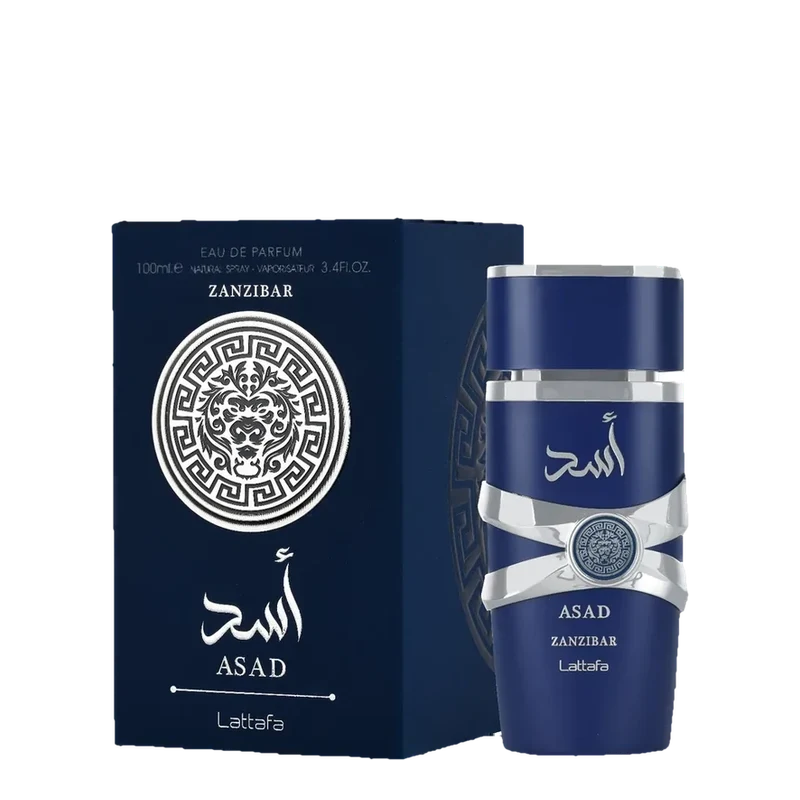 EAU DE PARFUM
100ml.e NATURAL SPRAY - VAPORISATEUR 3.4Fl.OZ.
ZANZIBAR
أسد
ASAD
Lattafa
أسد
ASAD
ZANZIBAR
Lattafa